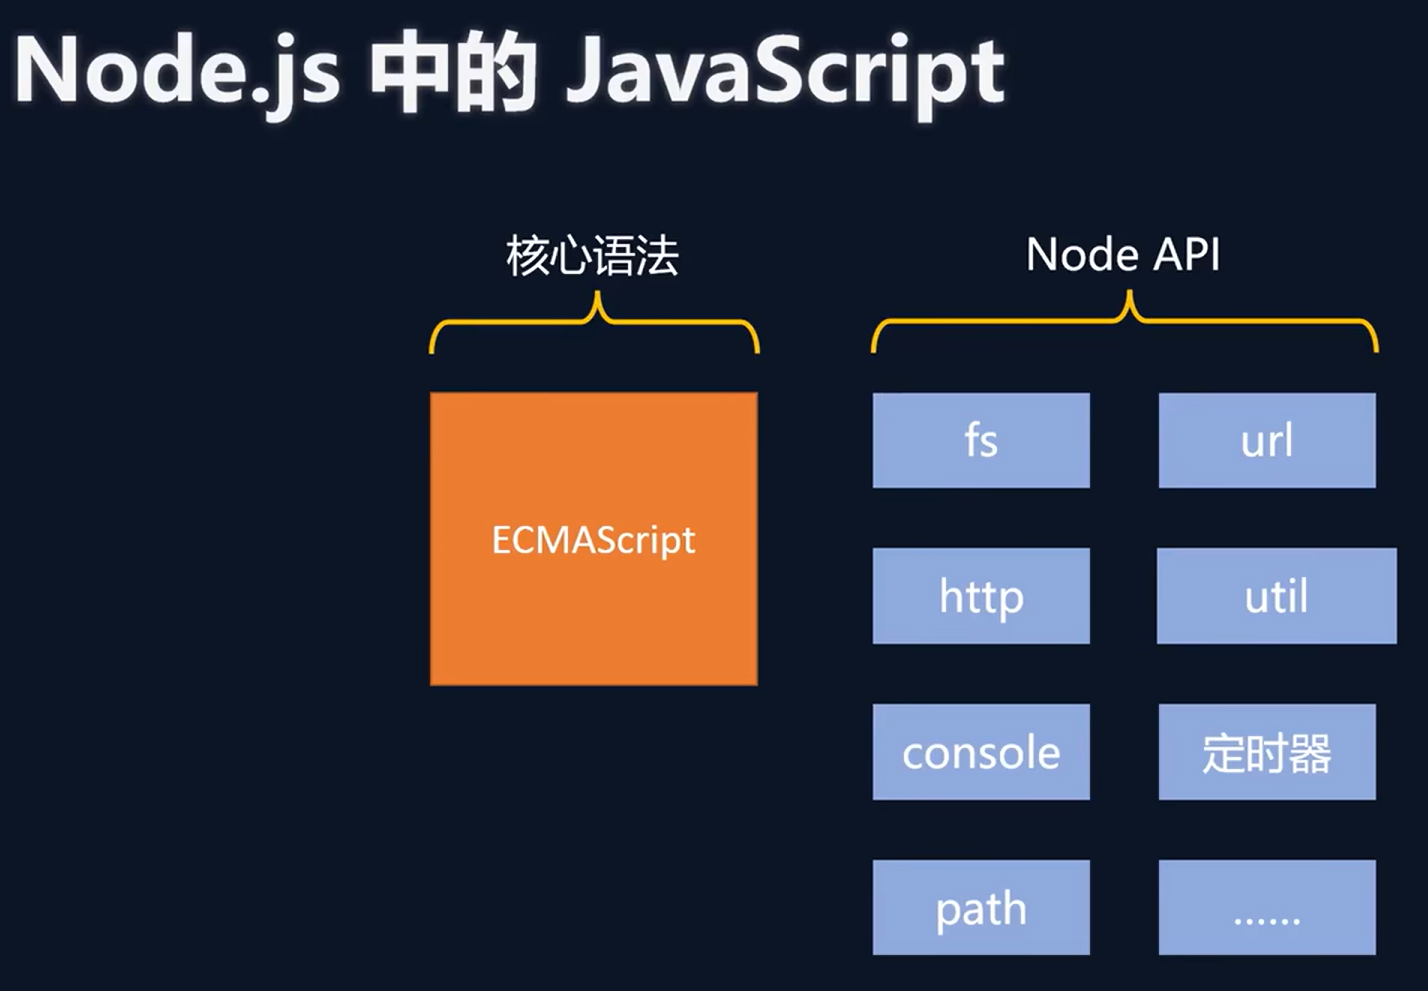 Node.js 中的 JavaScript
核心语法
Node API
ECMAScript
fs
url
http
util
console
定时器
path
......